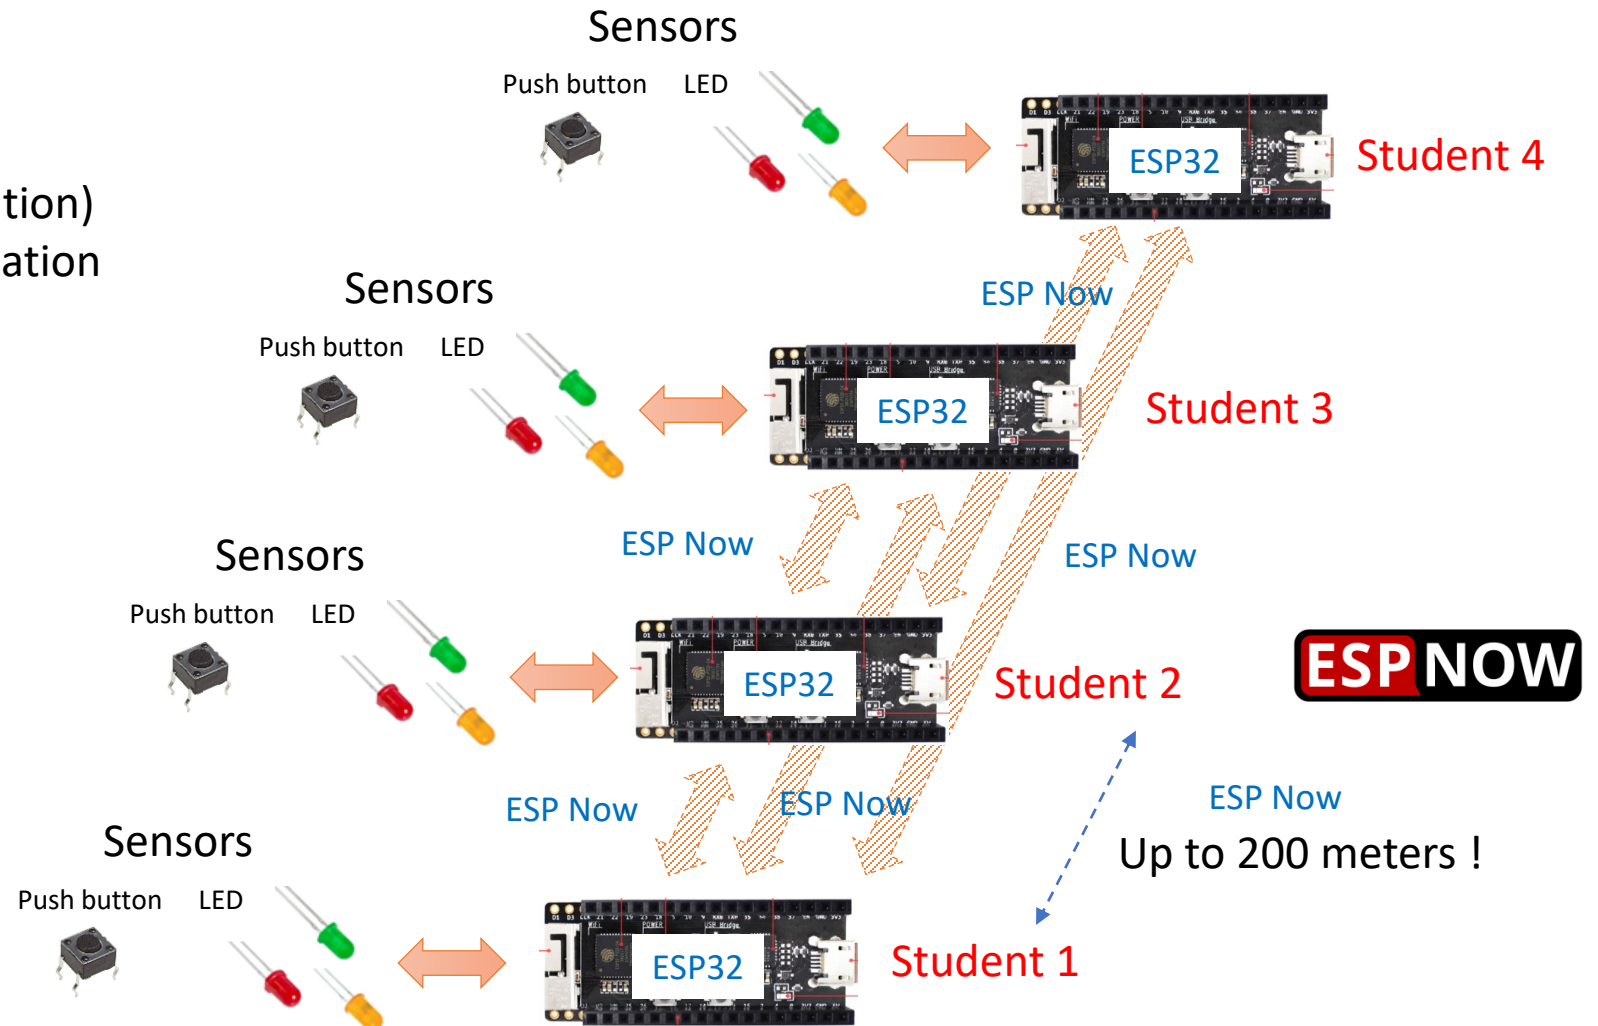 Sensors
Push button LED
ESP32
Student 4
tion)
ation
ESP Now
Sensors
Push button LED
ESP32
Student 3
ESP Now
ESP Now
Sensors
Push button LED
ESP32
Student 2
ESPNOW
ESP Now
ESP Now
ESP Now
Up to 200 meters !
Sensors
Push button LED
ESP32
Student 1